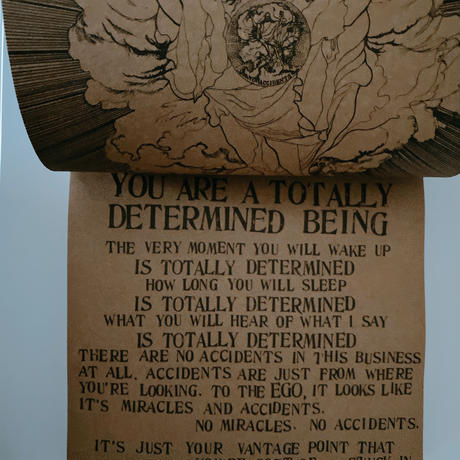 YOU ARE A TOTALLY
DETERMINED BEING
THE VERY MOMENT YOU WILL WAKE UP
IS TOTALLY DETERMINED
HOW LONG YOU WILL SLEEP
IS TOTALLY DETERMINED
WHAT YOU WILL HEAR OF WHAT I SAY
IS TOTALLY DETERMINED
THERE ARE NO ACCIDENTS IN THIS BUSINESS
AT ALL. ACCIDENTS ARE JUST FROM WHERE
YOU'RE LOOKING. TO THE EGO, IT LOOKS LIKE
IT'S MIRACLES AND ACCIDENTS.
NO MIRACLES. NO ACCIDENTS.
IT'S JUST YOUR VANTAGE POINT THAT